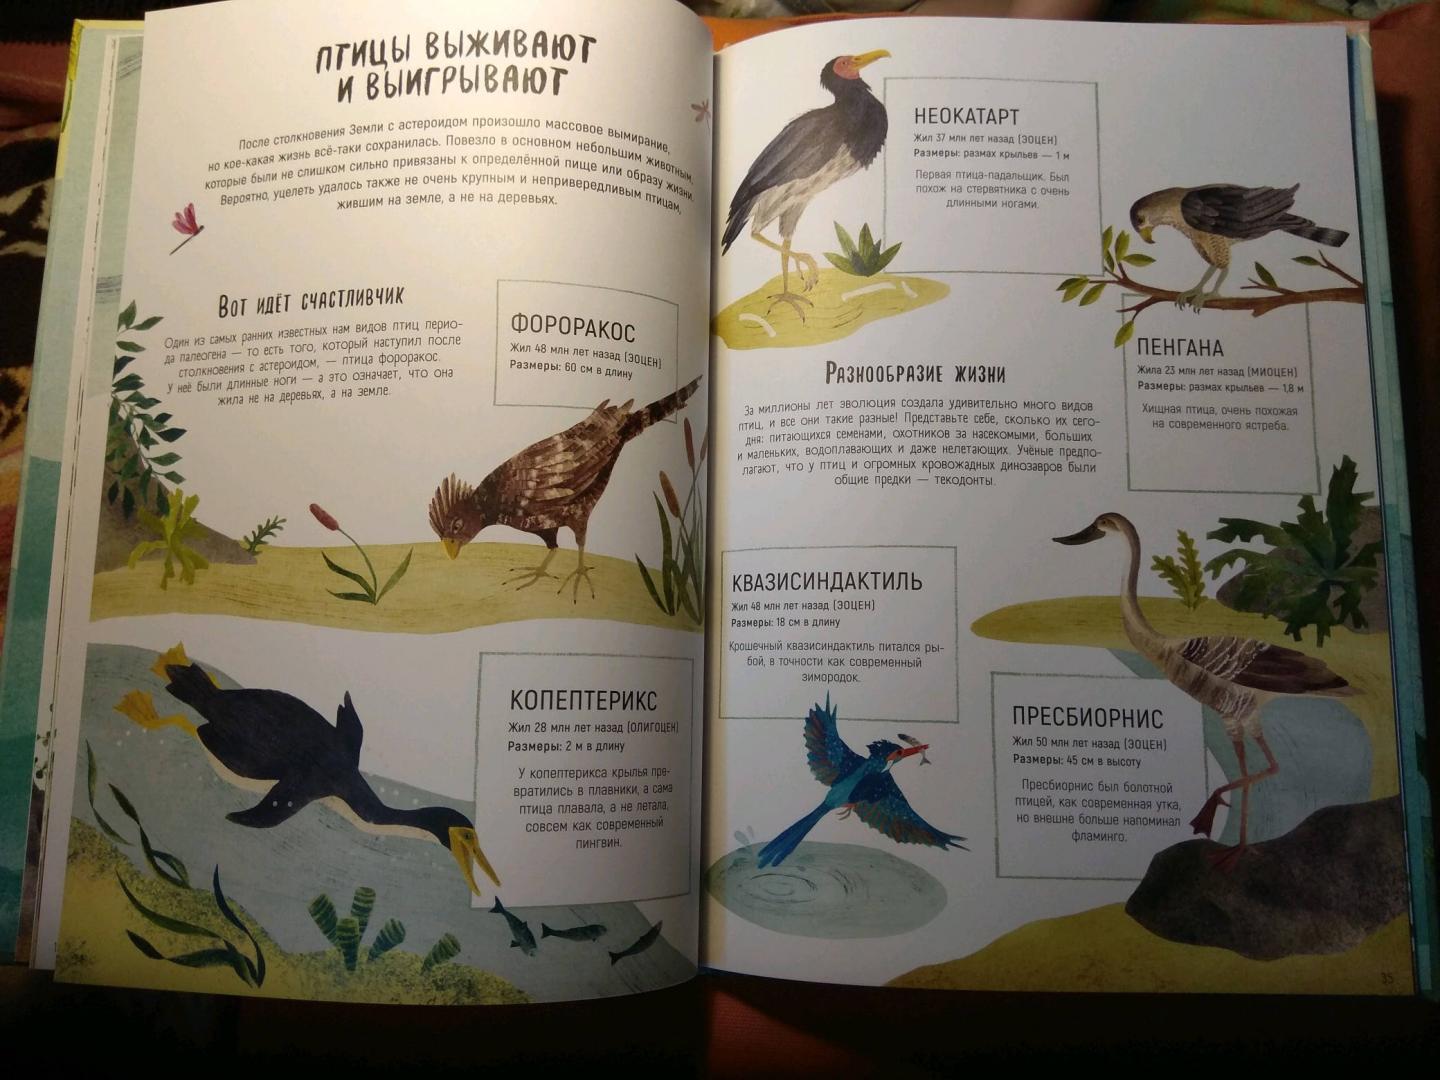 ПТИЦЫ ВЫЖИВАЮТ
И ВЫИГРЫВАЮТ
После столкновения Земли с астероидом произошло массовое вымирание,
но кое-какая жизнь всё-таки сохранилась. Повезло в основном небольшим животным,
которые были не слишком сильно привязаны к определённой пище или образу жизни.
Вероятно, уцелеть удалось также не очень крупным и непривередливым птицам,
жившим на земле, а не на деревьях.
ВОТ ИДЁТ СЧАСТЛИВЧИК
Один из самых ранних известных нам видов птиц перио-
да палеогена — то есть того, который наступил после
столкновения с астероидом, — птица фороракос.
У неё были длинные ноги — а это означает, что она
жила не на деревьях, а на земле.
ФОРОРАКОС
Жил 48 млн лет назад (ЭОЦЕН)
Размеры: 60 см в длину
КОПЕПТЕРИКС
Жил 28 млн лет назад (ОЛИГОЦЕН)
Размеры: 2 м в длину
У копептерикса крылья пре-
вратились в плавники, а сама
птица плавала, а не летала,
совсем как современный
пингвин.
НЕОКАТАРТ
Жил 37 млн лет назад (ЭОЦЕН)
Размеры: размах крыльев — 1 м
Первая птица-падальщик. Был
похож на стервятника с очень
длинными ногами.
ПЕНГАНА
Жила 23 млн лет назад (МИОЦЕН)
Размеры: размах крыльев — 1,8 м
Хищная птица, очень похожая
на современного ястреба.
РАЗНООБРАЗИЕ ЖИЗНИ
За миллионы лет эволюция создала удивительно много видов
птиц, и все они такие разные! Представьте себе, сколько их сего-
дня: питающихся семенами, охотников за насекомыми, больших
и маленьких, водоплавающих и даже нелетающих. Учёные предпо-
лагают, что у птиц и огромных кровожадных динозавров были
общие предки — текодонты.
КВАЗИСИНДАКТИЛЬ
Жил 48 млн лет назад (ЭОЦЕН)
Размеры: 18 см в длину
Крошечный квазисиндактиль питался ры-
бой, в точности как современный
зимородок.
ПРЕСБИОРНИС
Жил 50 млн лет назад (ЭОЦЕН)
Размеры: 45 см в высоту
Пресбиорнис был болотной
птицей, как современная утка,
но внешне больше напоминал
фламинго.
35